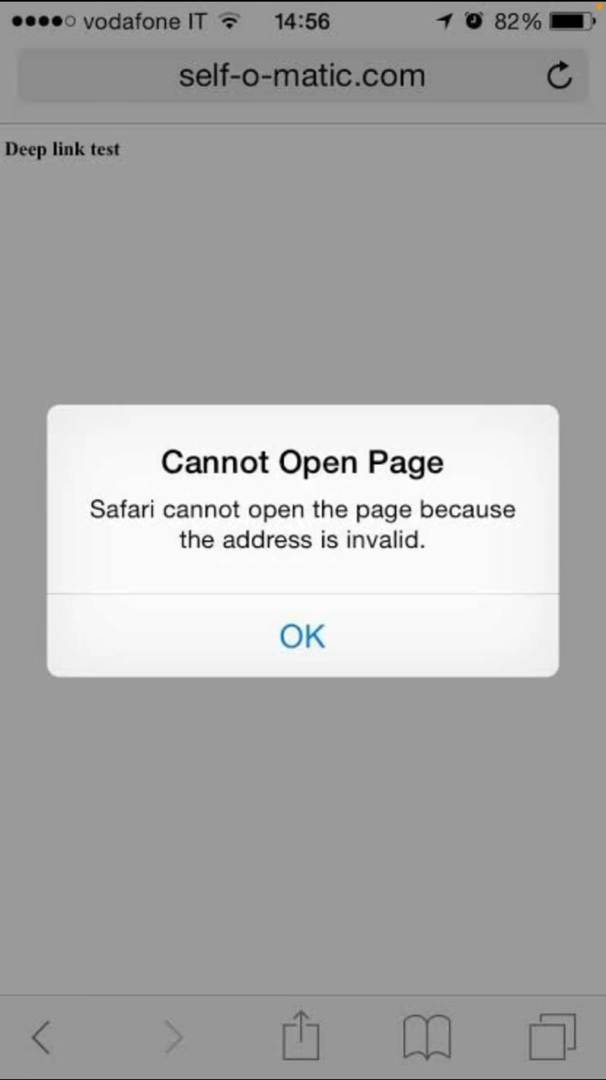 vodafone IT 14:56 82%
self-o-matic.com
Deep link test
Cannot Open Page
Safari cannot open the page because
the address is invalid.
OK